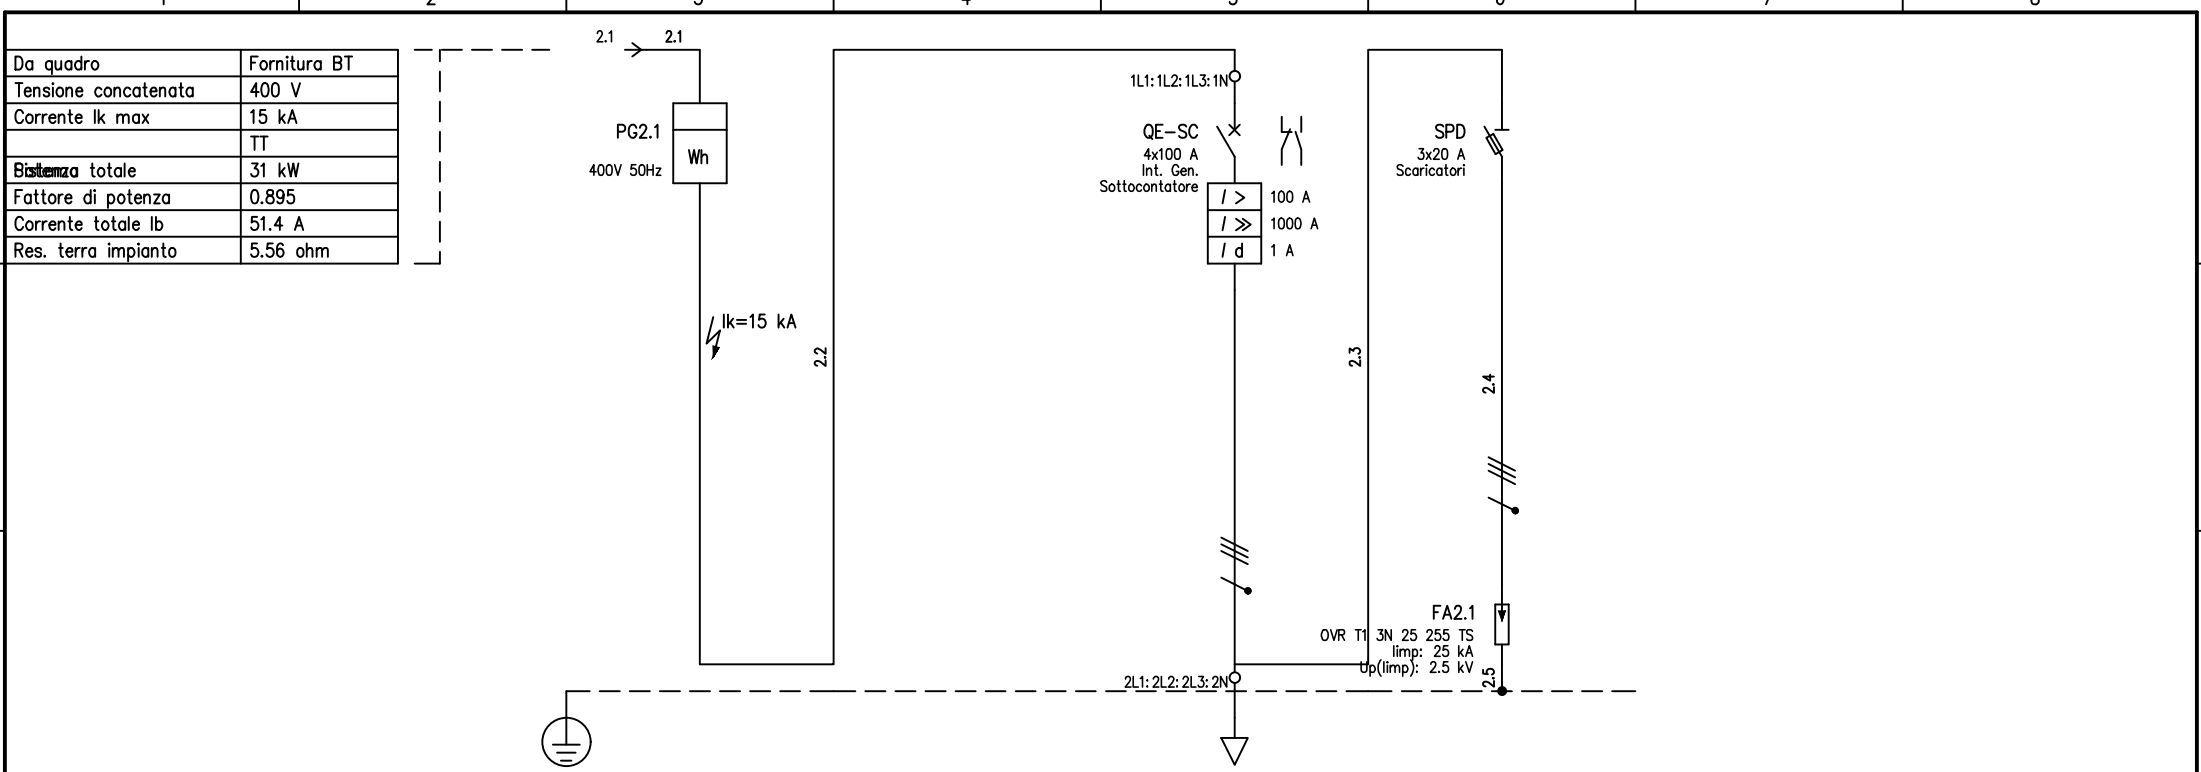 2.1 2.1
Da quadro Fornitura BT
Tensione concatenata 400 V
Corrente Ik max 15 kA
TT
totale 31 kW
Fattore di potenza 0.895
Corrente totale Ib 51.4 A
Res. terra impianto 5.56 ohm
PG2.1
400V 50Hz
Wh
Ik=15 kA
2.2
1L1:1L2:1L3:1N
QE-SC
4x100 A
Int. Gen.
Sottocontatore
I > 100 A
I >> 1000 A
I d 1 A
2L1:2L2:2L3:2N
2.3
SPD
3x20 A
Scaricatori
2.4
FA2.1
OVR T1 3N 25 255 TS
Iimp: 25 kA
Up(Iimp): 2.5 kV
2.5